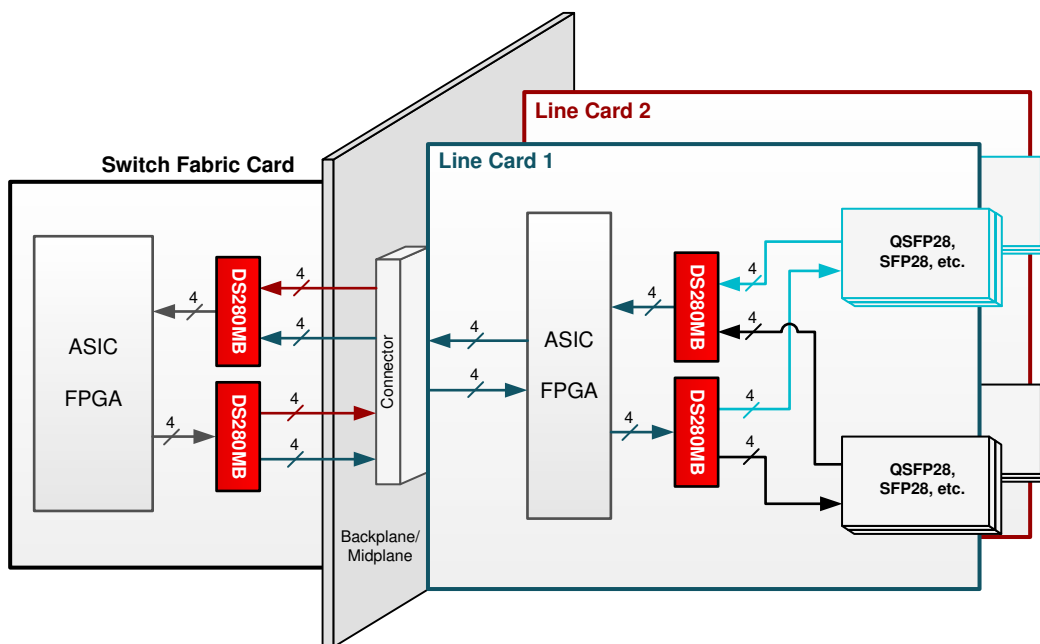 Line Card 2
Line Card 1
Switch Fabric Card
QSFP28,
SFP28, etc.
4
4
4
4
4
4
4
4
4
4
4
4
4
4
DS280MB
DS280MB
DS280MB
DS280MB
ASIC
FPGA
Connector
ASIC
FPGA
QSFP28,
SFP28, etc.
Backplane/
Midplane